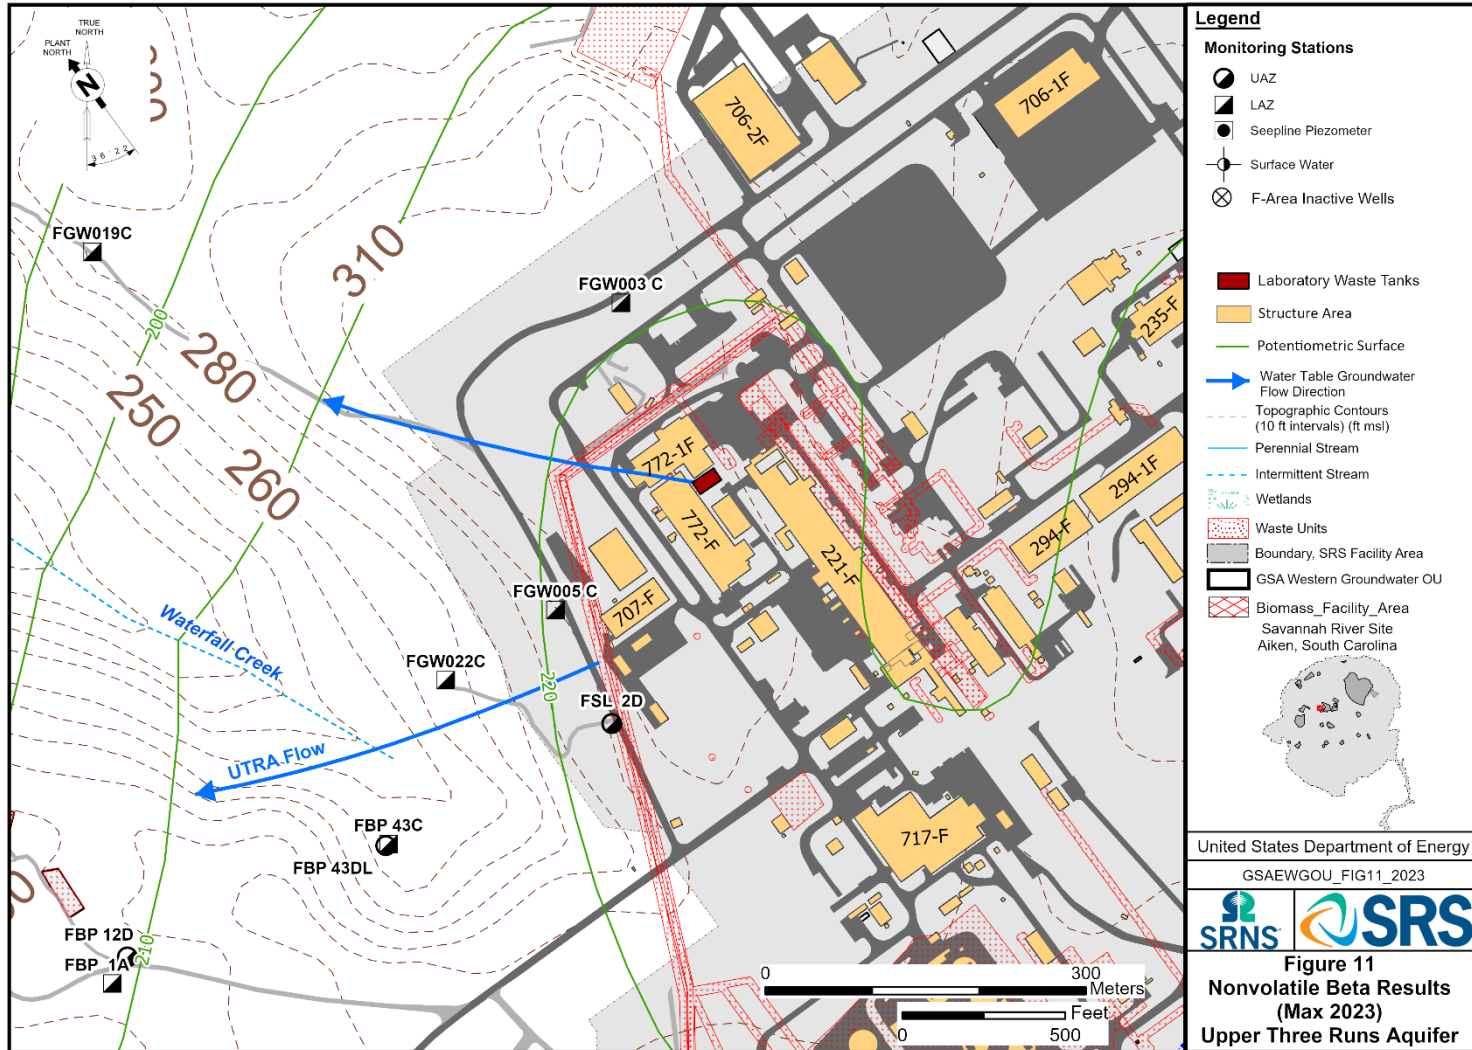 TRUE
NORTH
PLANT
NORTH
N
36°22'
FGW019C
310
200
280
250
260
FGW003 C
706-2F
706-1F
235-F
772-1F
772-F
221-F
294-1F
294-F
FGW005 C
707-F
Waterfall Creek
FGW022C
220
FSL 2D
UTRA Flow
FBP 43C
FBP 43DL
717-F
FBP 12D
FBP 1A
210
0 300
Meters
Feet
0 500
Legend
Monitoring Stations
UAZ
LAZ
Seepline Piezometer
Surface Water
F-Area Inactive Wells
Laboratory Waste Tanks
Structure Area
Potentiometric Surface
Water Table Groundwater
Flow Direction
Topographic Contours
(10 ft intervals) (ft msl)
Perennial Stream
Intermittent Stream
Wetlands
Waste Units
Boundary, SRS Facility Area
GSA Western Groundwater OU
Biomass_Facility_Area
Savannah River Site
Aiken, South Carolina
United States Department of Energy
GSAEWGOU_FIG11_2023
SRNS
SRS
Figure 11
Nonvolatile Beta Results
(Max 2023)
Upper Three Runs Aquifer